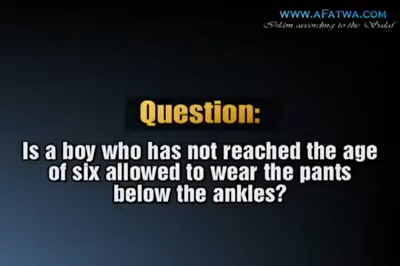 www.aFatwa.com
Islām according to the Salaf
Question:
Is a boy who has not reached the age
of six allowed to wear the pants
below the ankles?